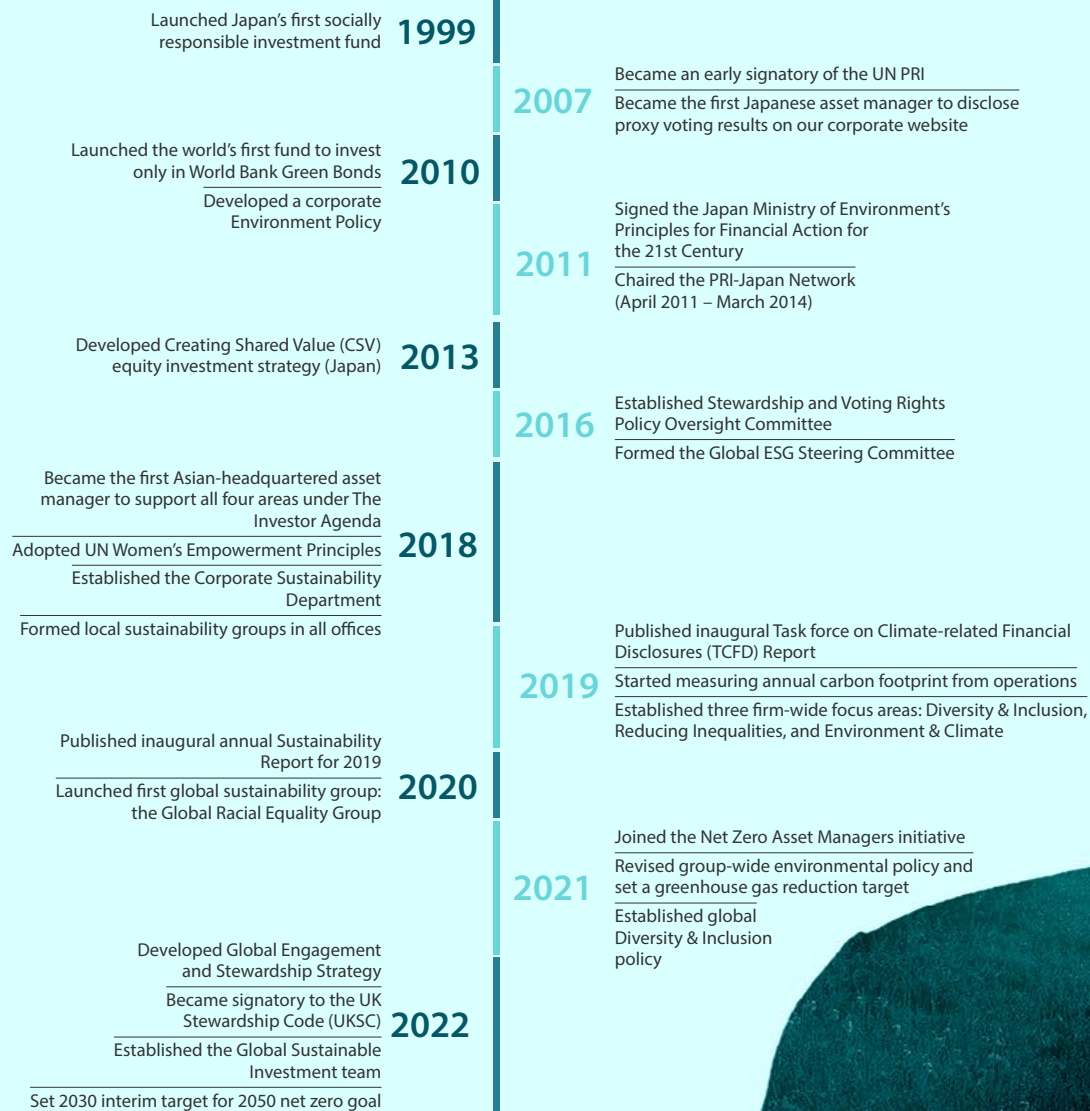 Launched Japan’s first socially
responsible investment fund
1999
2007
Became an early signatory of the UN PRI
Became the first Japanese asset manager to disclose
proxy voting results on our corporate website
Launched the world’s first fund to invest
only in World Bank Green Bonds
Developed a corporate
Environment Policy
2010
2011
Signed the Japan Ministry of Environment’s
Principles for Financial Action for
the 21st Century
Chaired the PRI-Japan Network
(April 2011 – March 2014)
Developed Creating Shared Value (CSV)
equity investment strategy (Japan)
2013
2016
Established Stewardship and Voting Rights
Policy Oversight Committee
Formed the Global ESG Steering Committee
Became the first Asian-headquartered asset
manager to support all four areas under The
Investor Agenda
Adopted UN Women’s Empowerment Principles
Established the Corporate Sustainability
Department
Formed local sustainability groups in all offices
2018
2019
Published inaugural Task force on Climate-related Financial
Disclosures (TCFD) Report
Started measuring annual carbon footprint from operations
Established three firm-wide focus areas: Diversity & Inclusion,
Reducing Inequalities, and Environment & Climate
Published inaugural annual Sustainability
Report for 2019
Launched first global sustainability group:
the Global Racial Equality Group
2020
2021
Joined the Net Zero Asset Managers initiative
Revised group-wide environmental policy and
set a greenhouse gas reduction target
Established global
Diversity & Inclusion
policy
Developed Global Engagement
and Stewardship Strategy
Became signatory to the UK
Stewardship Code (UKSC)
Established the Global Sustainable
Investment team
Set 2030 interim target for 2050 net zero goal
2022